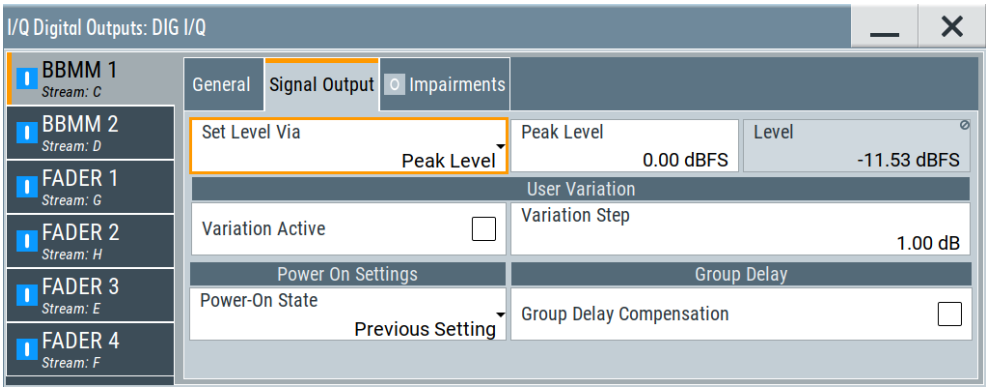 I/Q Digital Outputs: DIG I/Q
BBMM 1
Stream: C
BBMM 2
Stream: D
FADER 1
Stream: G
FADER 2
Stream: H
FADER 3
Stream: E
FADER 4
Stream: F
General
Signal Output
Impairments
Set Level Via
Peak Level
Peak Level
0.00 dBFS
Level
-11.53 dBFS
User Variation
Variation Active
Variation Step
1.00 dB
Power On Settings
Group Delay
Power-On State
Previous Setting
Group Delay Compensation